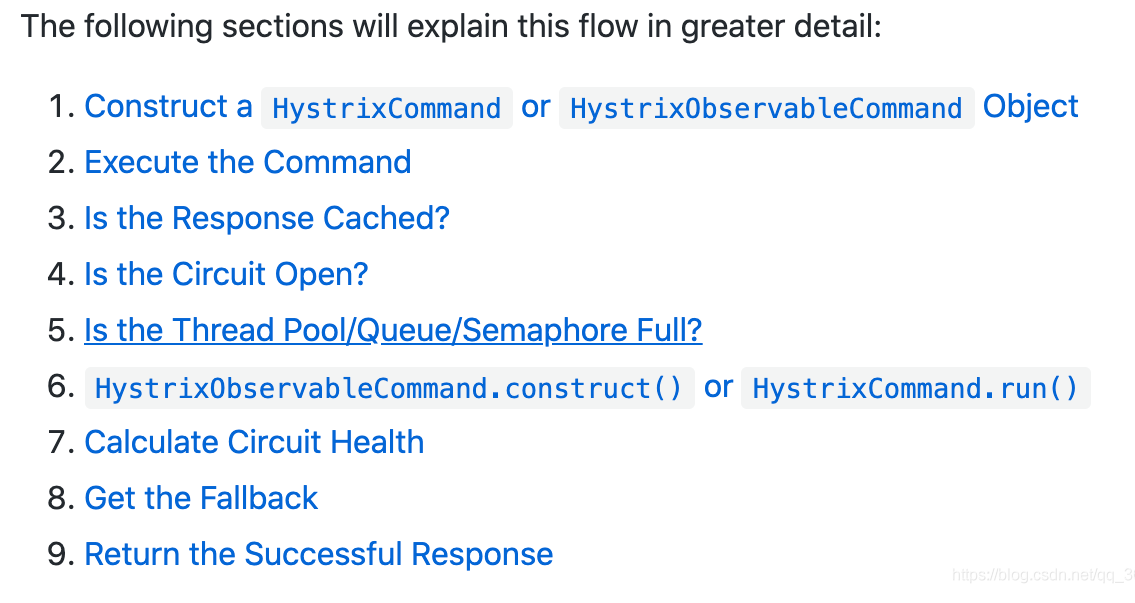 The following sections will explain this flow in greater detail:
1. Construct a HystrixCommand or HystrixObservableCommand Object
2. Execute the Command
3. Is the Response Cached?
4. Is the Circuit Open?
5. Is the Thread Pool/Queue/Semaphore Full?
6. HystrixObservableCommand.construct() or HystrixCommand.run()
7. Calculate Circuit Health
8. Get the Fallback
9. Return the Successful Response
https://blog.csdn.net/qq_3